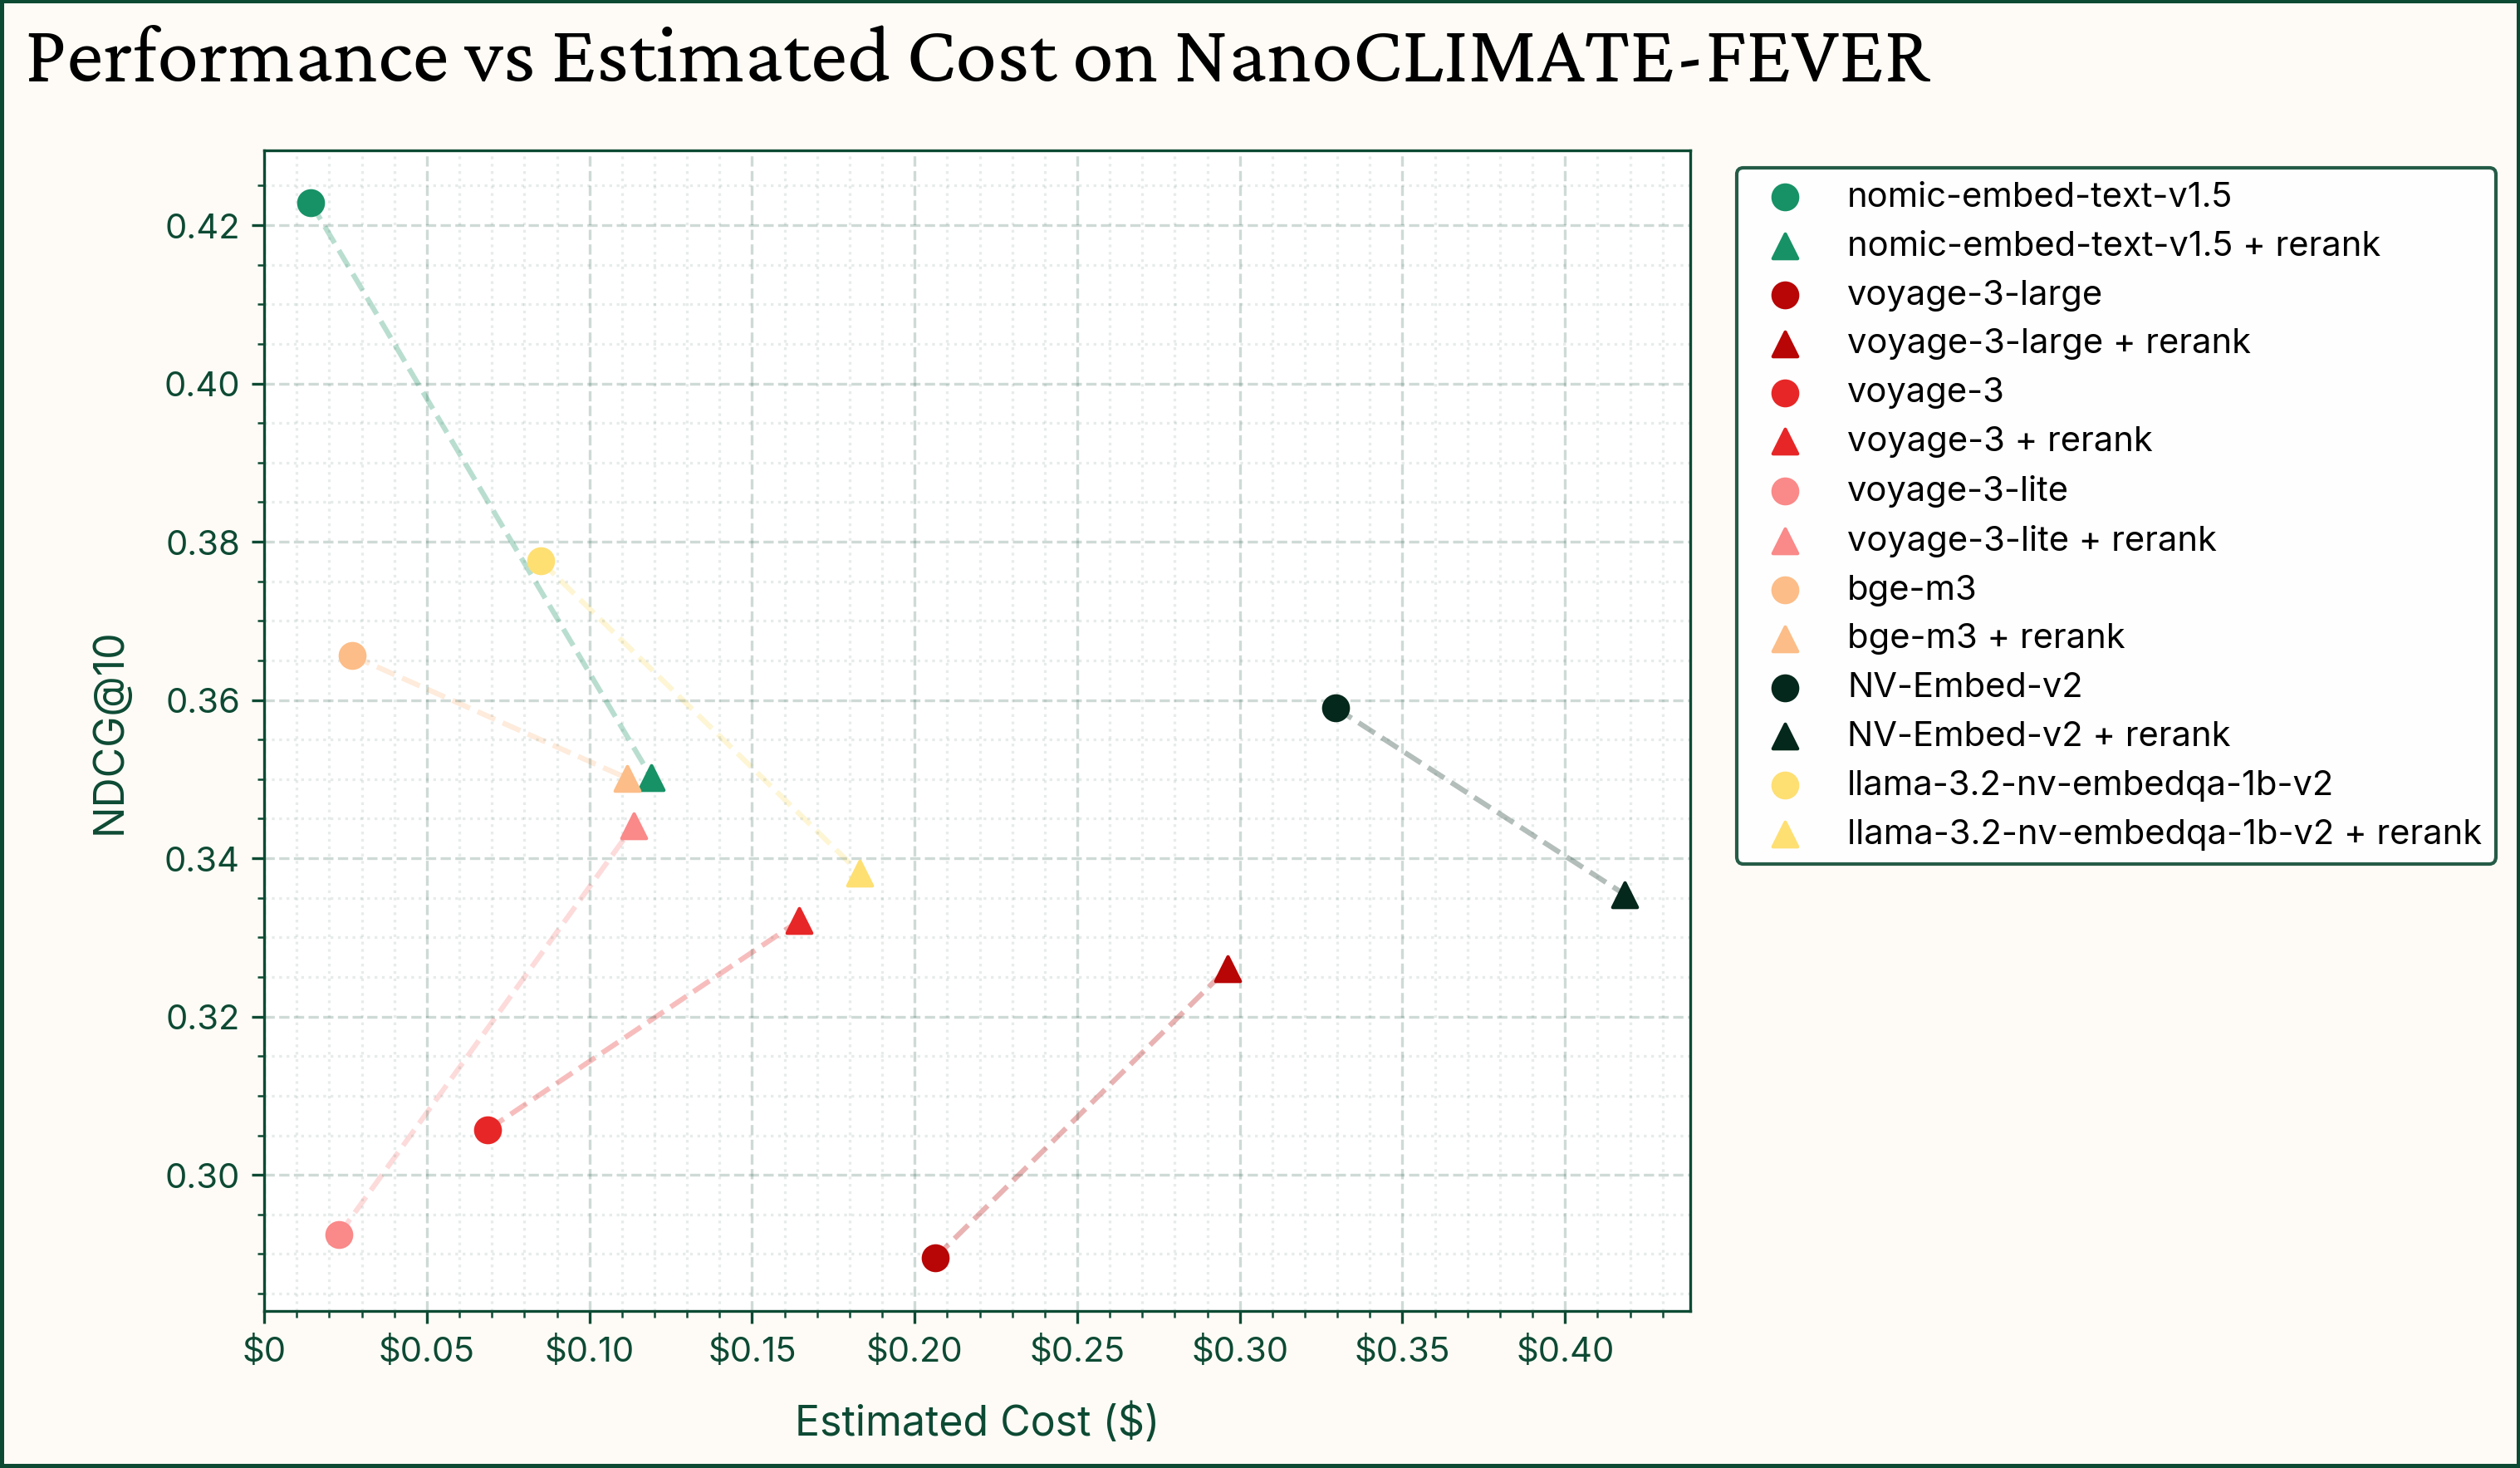 Performance vs Estimated Cost on NanoCLIMATE-FEVER
NDCG@10
0.42
0.40
0.38
0.36
0.34
0.32
0.30
$0
$0.05
$0.10
$0.15
$0.20
$0.25
$0.30
$0.35
$0.40
Estimated Cost ($)
nomic-embed-text-v1.5
nomic-embed-text-v1.5 + rerank
voyage-3-large
voyage-3-large + rerank
voyage-3
voyage-3 + rerank
voyage-3-lite
voyage-3-lite + rerank
bge-m3
bge-m3 + rerank
NV-Embed-v2
NV-Embed-v2 + rerank
llama-3.2-nv-embedqa-1b-v2
llama-3.2-nv-embedqa-1b-v2 + rerank